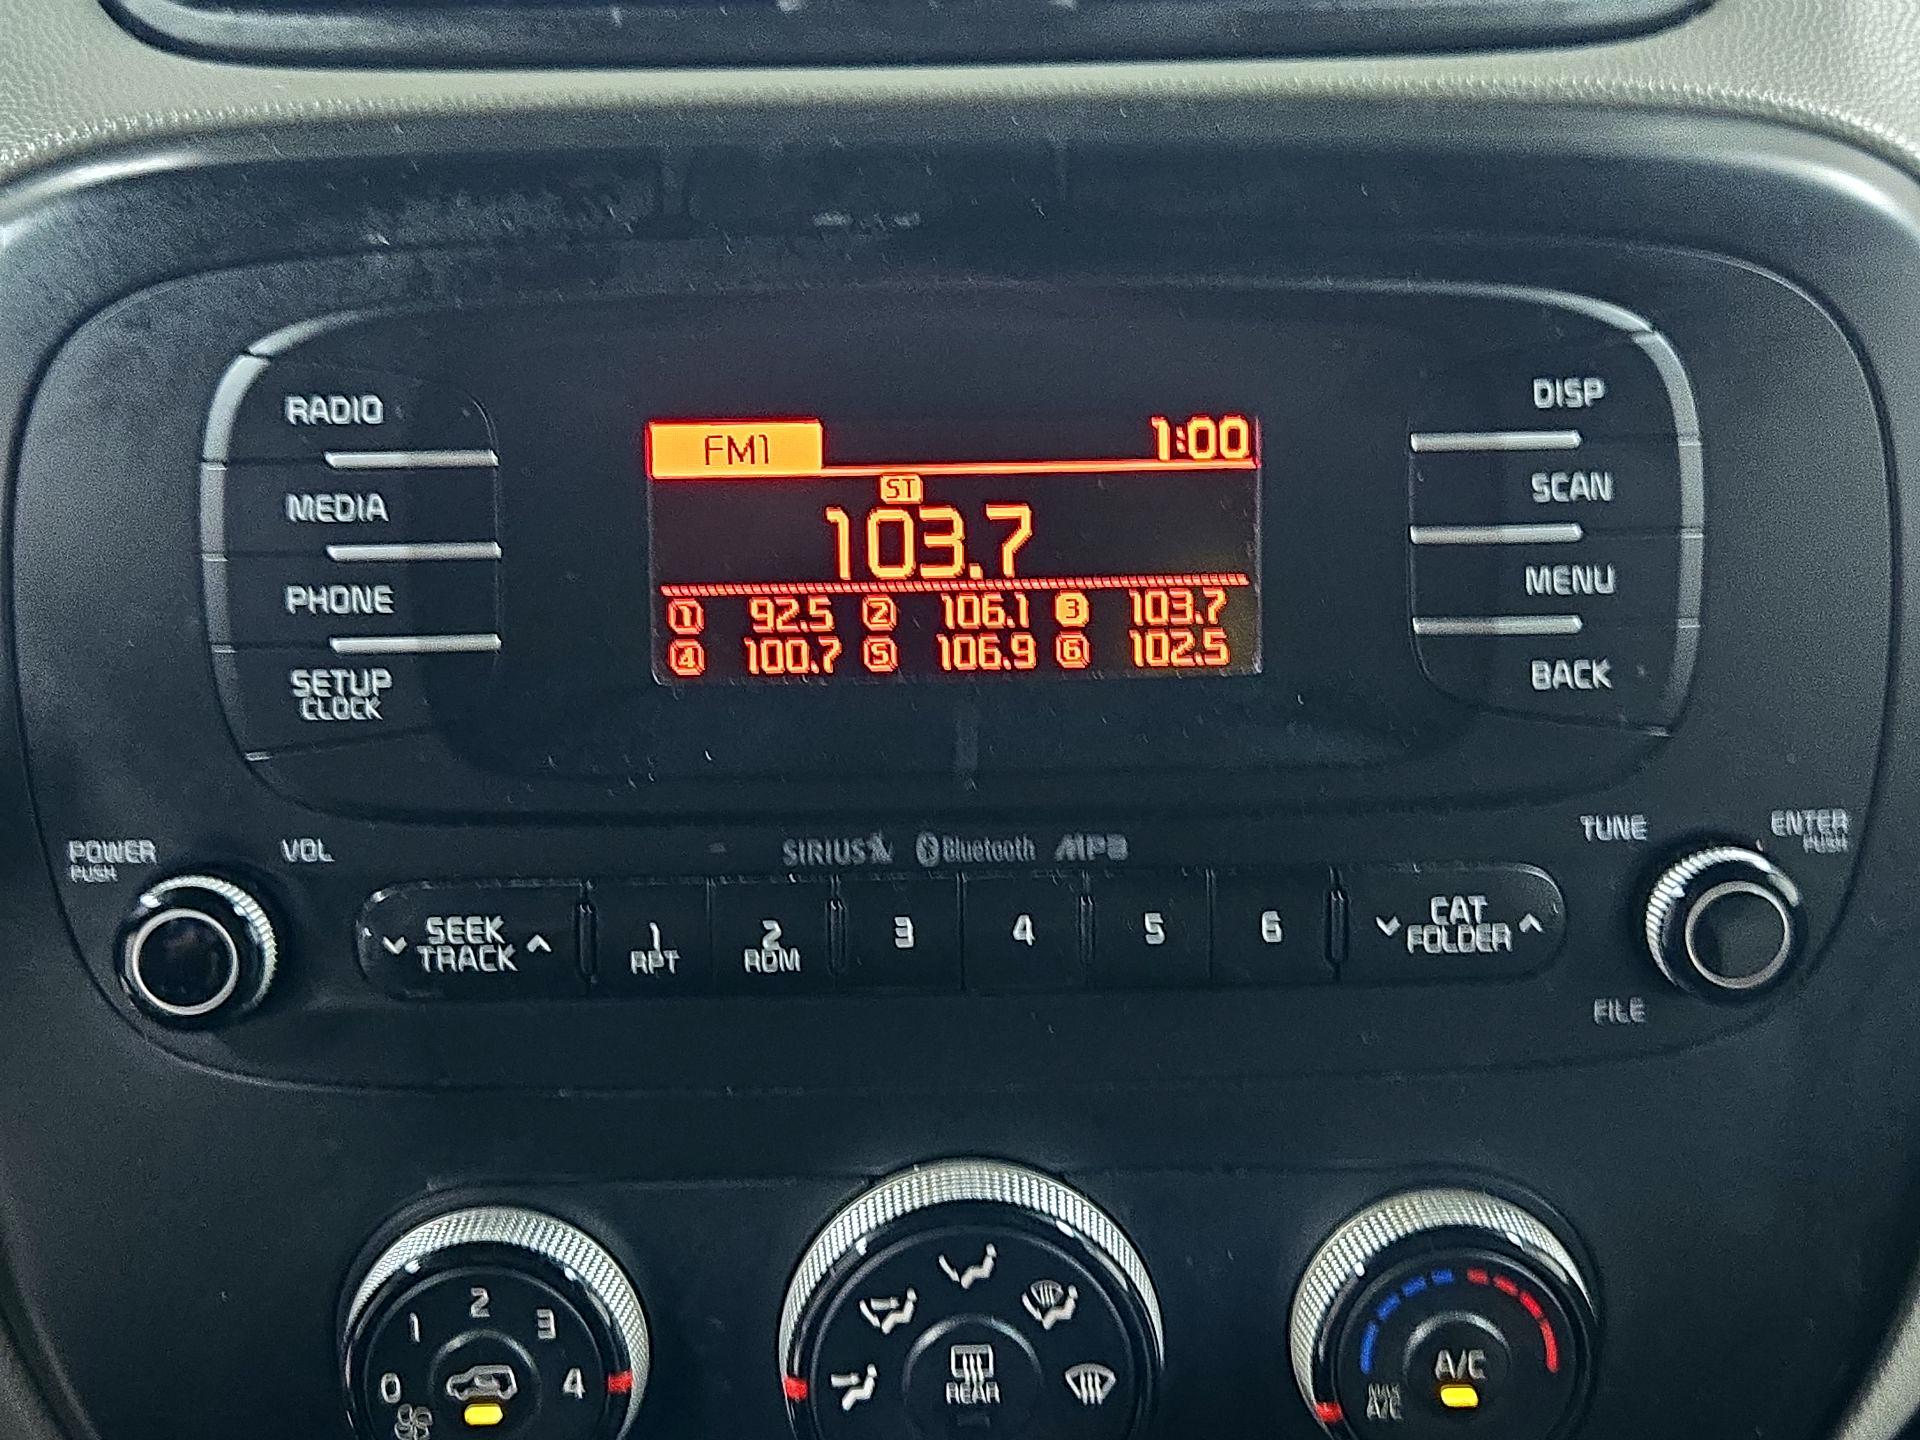 RADIO
MEDIA
PHONE
SETUP
CLOCK
FM1 1:00
ST
103.7
1 92.5 2 106.1 3 103.7
4 100.7 5 106.9 6 102.5
DISP
SCAN
MENU
BACK
POWER
PUSH
VOL
SIRIUS Bluetooth MP3
TUNE
ENTER
PUSH
SEEK
TRACK
1
RPT
2
RDM
3
4
5
6
CAT
FOLDER
FILE
0 1 2 3 4
REAR
A/C
MAX
A/C